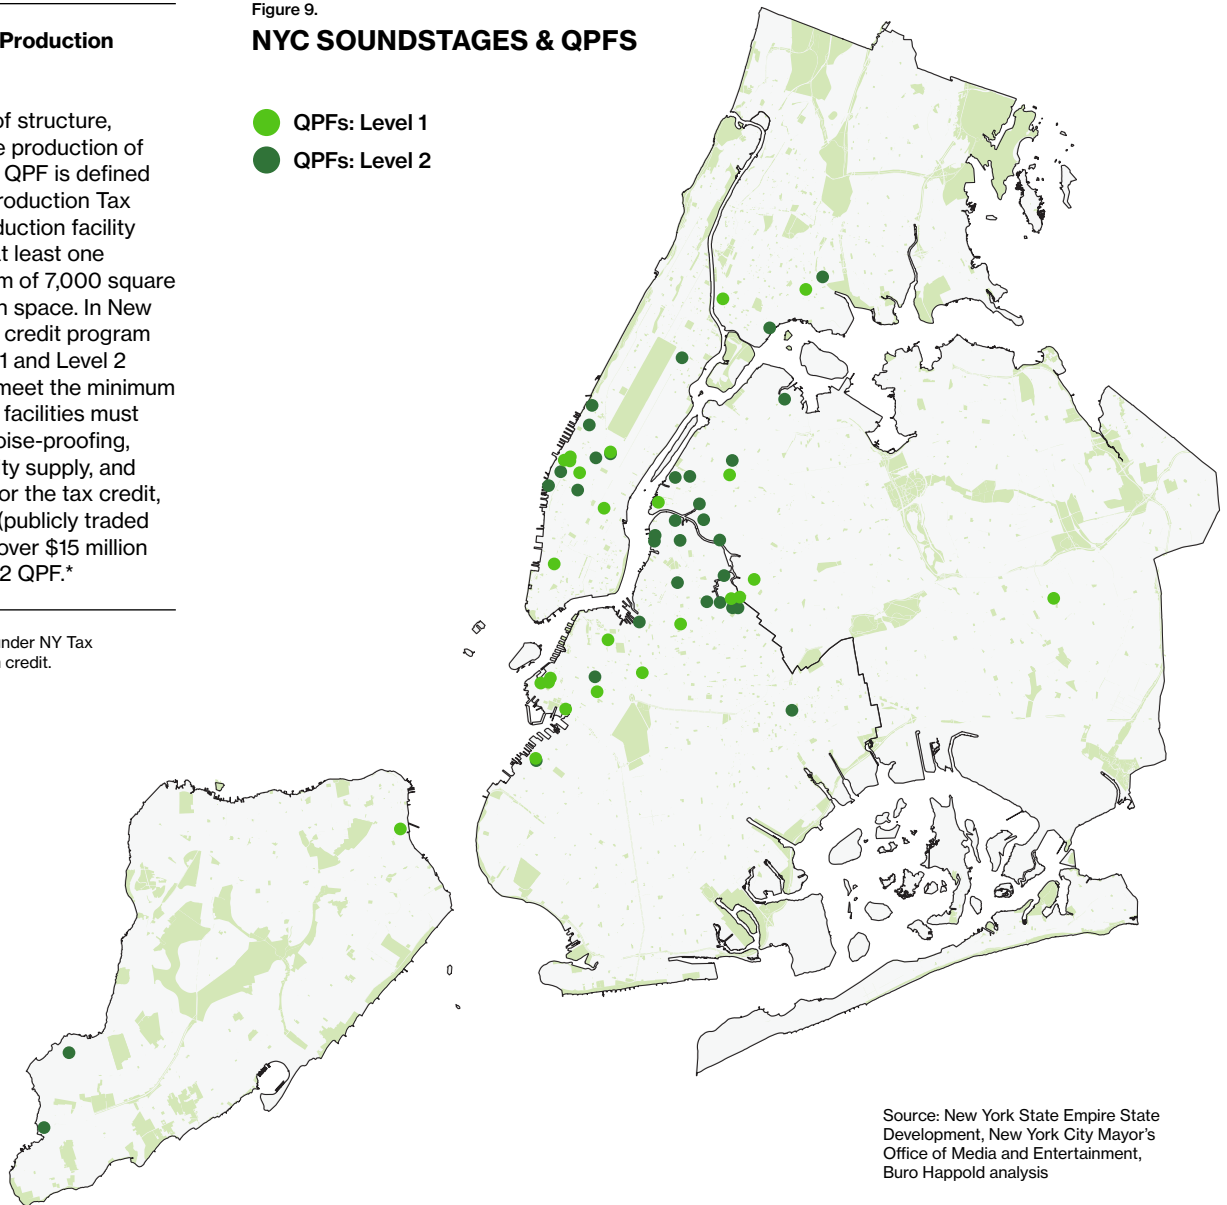 Production
of structure,
e production of
QPF is defined
roduction Tax
duction facility
at least one
m of 7,000 square
n space. In New
credit program
1 and Level 2
meet the minimum
facilities must
oise-proofing,
ity supply, and
or the tax credit,
(publicly traded
over $15 million
2 QPF.*
under NY Tax
n credit.
Figure 9.
NYC SOUNDSTAGES & QPFS
QPFs: Level 1
QPFs: Level 2
Source: New York State Empire State
Development, New York City Mayor's
Office of Media and Entertainment,
Buro Happold analysis